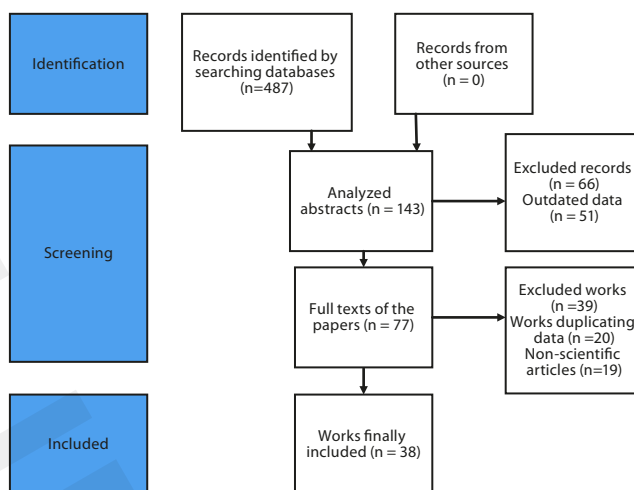 Identification
Records identified by
searching databases
(n=487)
Records from
other sources
(n = 0)
Screening
Analyzed
abstracts (n = 143)
Excluded records
(n = 66)
Outdated data
(n = 51)
Full texts of the
papers (n = 77)
Excluded works
(n =39)
Works duplicating
data (n =20)
Non-scientific
articles (n=19)
Included
Works finally
included (n = 38)